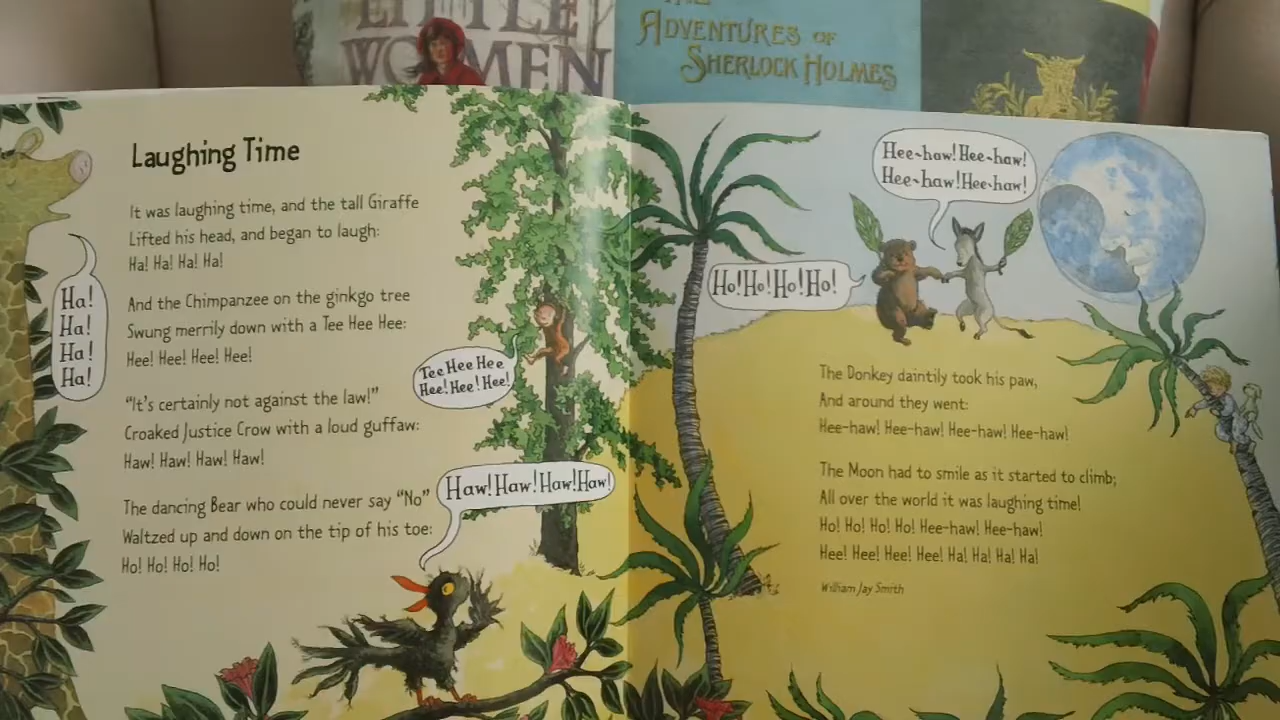 LITTLE
WOMEN
THE
ADVENTURES OF
SHERLOCK HOLMES
Laughing Time
It was laughing time, and the tall Giraffe
Lifted his head, and began to laugh:
Ha! Ha! Ha! Ha!
Ha!
Ha!
Ha!
Ha!
And the Chimpanzee on the ginkgo tree
Swung merrily down with a Tee Hee Hee:
Hee! Hee! Hee! Hee!
Tee Hee Hee
Hee! Hee! Hee!
"It's certainly not against the law!"
Croaked Justice Crow with a loud guffaw:
Haw! Haw! Haw! Haw!
Haw! Haw! Haw! Haw!
The dancing Bear who could never say "No"
Waltzed up and down on the tip of his toe:
Ho! Ho! Ho! Ho!
Hee-haw! Hee-haw!
Hee-haw! Hee-haw!
Ho! Ho! Ho! Ho!
The Donkey daintily took his paw,
And around they went:
Hee-haw! Hee-haw! Hee-haw! Hee-haw!
The Moon had to smile as it started to climb;
All over the world it was laughing time!
Ho! Ho! Ho! Ho! Hee-haw! Hee-haw!
Hee! Hee! Hee! Hee! Ha! Ha! Ha! Ha!
William Jay Smith